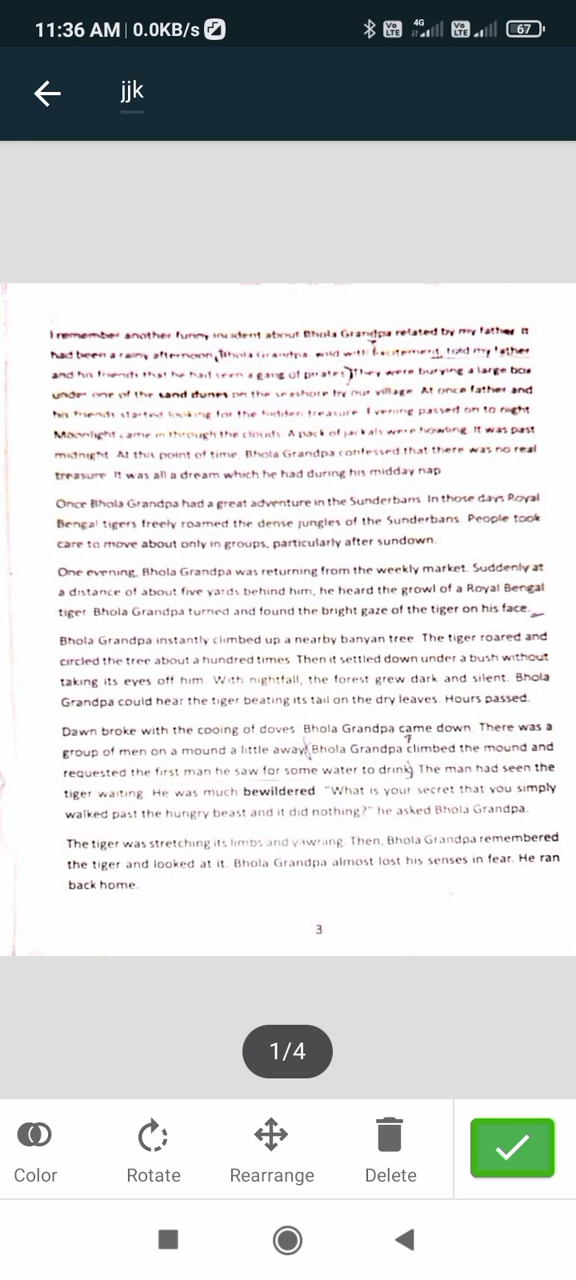 11:36 AM | 0.0KB/s
4G
67
jjk
I remember another funny incident about Bhola Grandpa related by my father. It
had been a rainy afternoon, Bhola Grandpa wild with Excitement, told my father
and his friends that he had seen a gang of pirates. They were burying a large box
under one of the sand dunes on the seashore by our village. At once father and
his friends started looking for the hidden treasure. Evening passed on to night
Moonlight came in through the clouds. A pack of jackals were howling. It was past
midnight. At this point of time, Bhola Grandpa confessed that there was no real
treasure. It was all a dream which he had during his midday nap
Once Bhola Grandpa had a great adventure in the Sunderbans. In those days Royal
Bengal tigers freely roamed the dense jungles of the Sunderbans. People took
care to move about only in groups, particularly after sundown.
One evening, Bhola Grandpa was returning from the weekly market. Suddenly at
a distance of about five yards behind him, he heard the growl of a Royal Bengal
tiger. Bhola Grandpa turned and found the bright gaze of the tiger on his face.
Bhola Grandpa instantly climbed up a nearby banyan tree. The tiger roared and
circled the tree about a hundred times. Then it settled down under a bush without
taking its eyes off him. With nightfall, the forest grew dark and silent. Bhola
Grandpa could hear the tiger beating its tail on the dry leaves. Hours passed.
Dawn broke with the cooing of doves. Bhola Grandpa came down. There was a
group of men on a mound a little away. Bhola Grandpa climbed the mound and
requested the first man he saw for some water to drink. The man had seen the
tiger waiting. He was much bewildered. "What is your secret that you simply
walked past the hungry beast and it did nothing?" he asked Bhola Grandpa.
The tiger was stretching its limbs and yawning. Then, Bhola Grandpa remembered
the tiger and looked at it. Bhola Grandpa almost lost his senses in fear. He ran
back home.
3
1/4
Color
Rotate
Rearrange
Delete